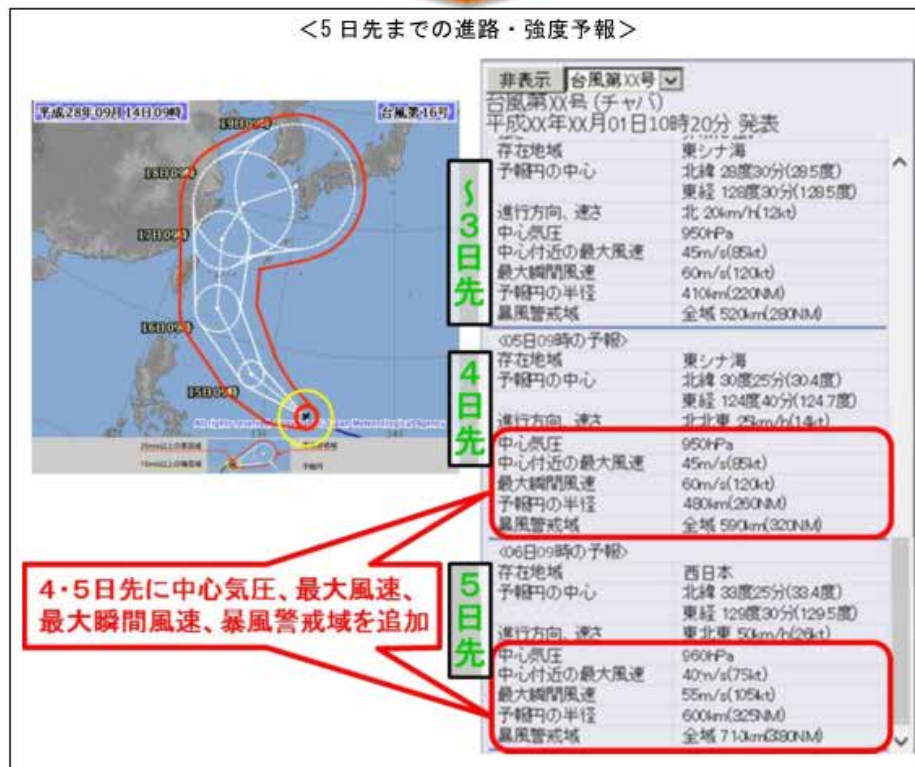 <5日先までの進路・強度予報>
平成28年09月14日09時
台風第16号
19日09時
18日09時
17日09時
16日09時
15日09時
非表示 台風第XX号
台風第XX号 (チャバ)
平成XX年XX月01日10時20分 発表
~3日先
存在地域 東シナ海
予報円の中心 北緯 28度30分(28.5度)
東経 128度30分(128.5度)
進行方向、速さ 北 20km/h(12kt)
中心気圧 950hPa
中心付近の最大風速 45m/s(85kt)
最大瞬間風速 60m/s(120kt)
予報円の半径 410km(220NM)
暴風警戒域 全域 520km(280NM)
4日先
<05日09時の予報>
存在地域 東シナ海
予報円の中心 北緯 30度25分(30.4度)
東経 124度40分(124.7度)
進行方向、速さ 北北東 25km/h(14kt)
中心気圧 950hPa
中心付近の最大風速 45m/s(85kt)
最大瞬間風速 60m/s(120kt)
予報円の半径 480km(260NM)
暴風警戒域 全域 590km(320NM)
5日先
<06日09時の予報>
存在地域 西日本
予報円の中心 北緯 33度25分(33.4度)
東経 129度30分(129.5度)
進行方向、速さ 東北東 50km/h(26kt)
中心気圧 960hPa
中心付近の最大風速 40m/s(75kt)
最大瞬間風速 55m/s(105kt)
予報円の半径 600km(325NM)
暴風警戒域 全域 710km(380NM)
4・5日先に中心気圧、最大風速、
最大瞬間風速、暴風警戒域を追加